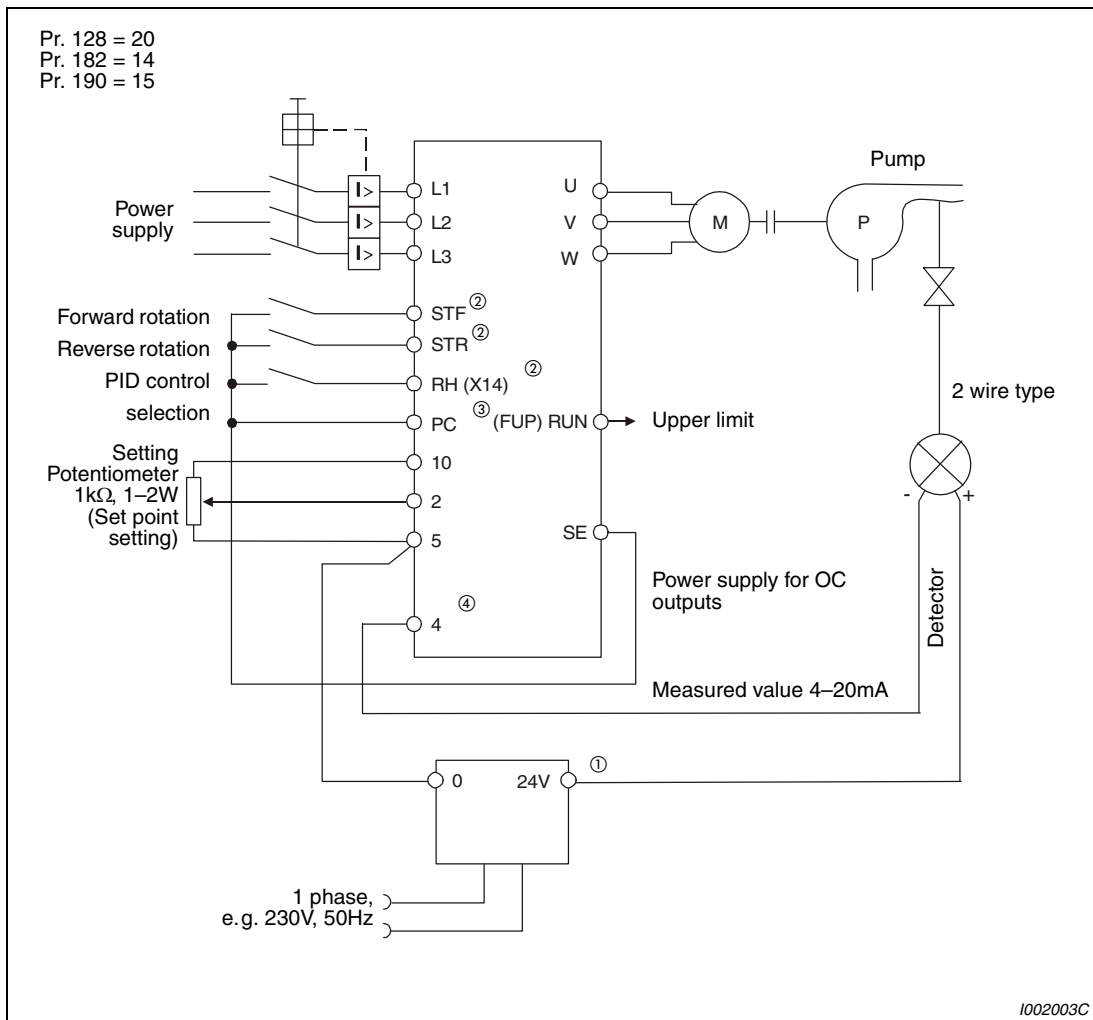 Pr. 128 = 20
Pr. 182 = 14
Pr. 190 = 15
Power
supply
I>
I>
I>
L1
L2
L3
U
V
W
M
Pump
P
Forward rotation
Reverse rotation
PID control
selection
STF ②
STR ②
RH (X14) ②
PC
③ (FUP) RUN
Upper limit
2 wire type
Setting
Potentiometer
1kΩ, 1–2W
(Set point
setting)
10
2
5
4 ④
SE
Power supply for OC
outputs
- +
Detector
Measured value 4–20mA
0
24V
①
1 phase,
e.g. 230V, 50Hz
I002003C